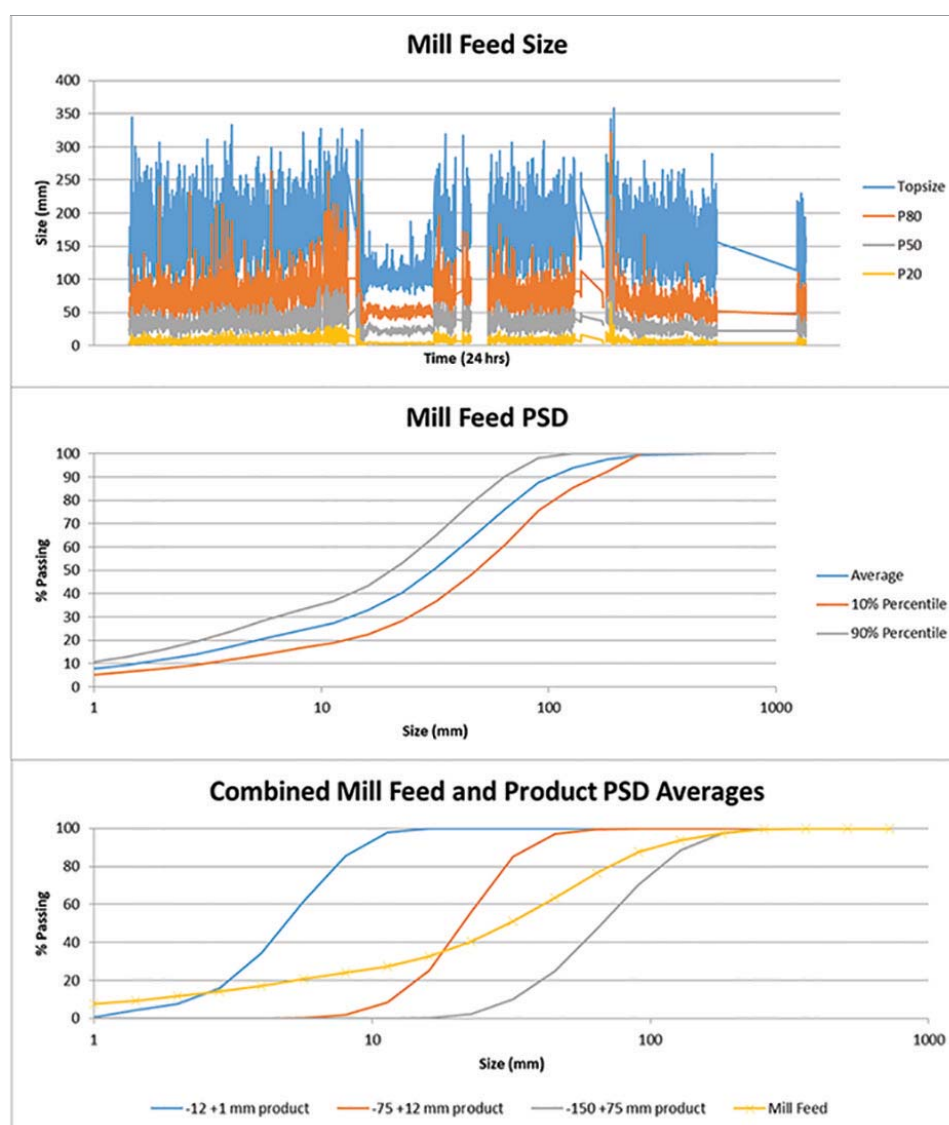 Mill Feed Size
400
350
300
250
200
150
100
50
0
Size (mm)
Time (24 hrs)
Topsize
P80
P50
P20
Mill Feed PSD
100
90
80
70
60
50
40
30
20
10
0
% Passing
1 10 100 1000
Size (mm)
Average
10% Percentile
90% Percentile
Combined Mill Feed and Product PSD Averages
100
80
60
40
20
0
% Passing
1 10 100 1000
Size (mm)
-12 +1 mm product -75 +12 mm product -150 +75 mm product Mill Feed